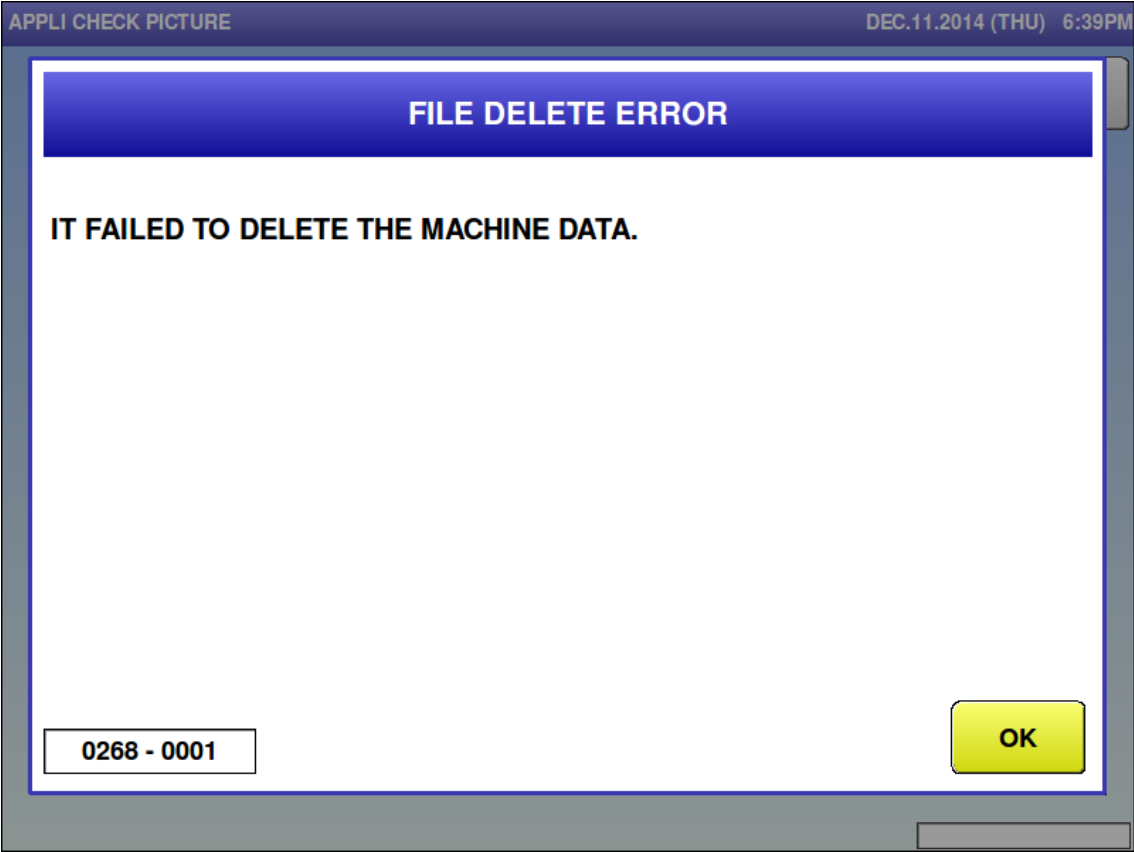 APPLI CHECK PICTURE DEC.11.2014 (THU) 6:39PM
FILE DELETE ERROR
IT FAILED TO DELETE THE MACHINE DATA.
0268 - 0001
OK